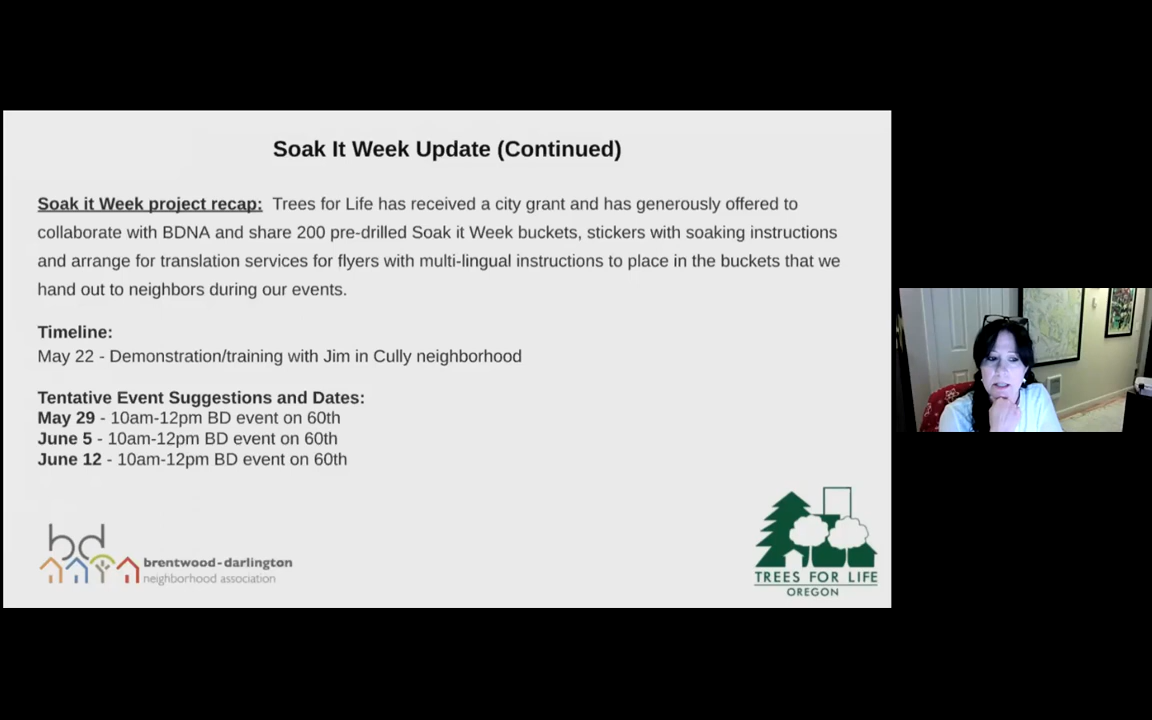 Soak It Week Update (Continued)
Soak it Week project recap: Trees for Life has received a city grant and has generously offered to
collaborate with BDNA and share 200 pre-drilled Soak it Week buckets, stickers with soaking instructions
and arrange for translation services for flyers with multi-lingual instructions to place in the buckets that we
hand out to neighbors during our events.
Timeline:
May 22 - Demonstration/training with Jim in Cully neighborhood
Tentative Event Suggestions and Dates:
May 29 - 10am-12pm BD event on 60th
June 5 - 10am-12pm BD event on 60th
June 12 - 10am-12pm BD event on 60th
bd
brentwood-darlington
neighborhood association
TREES FOR LIFE
OREGON